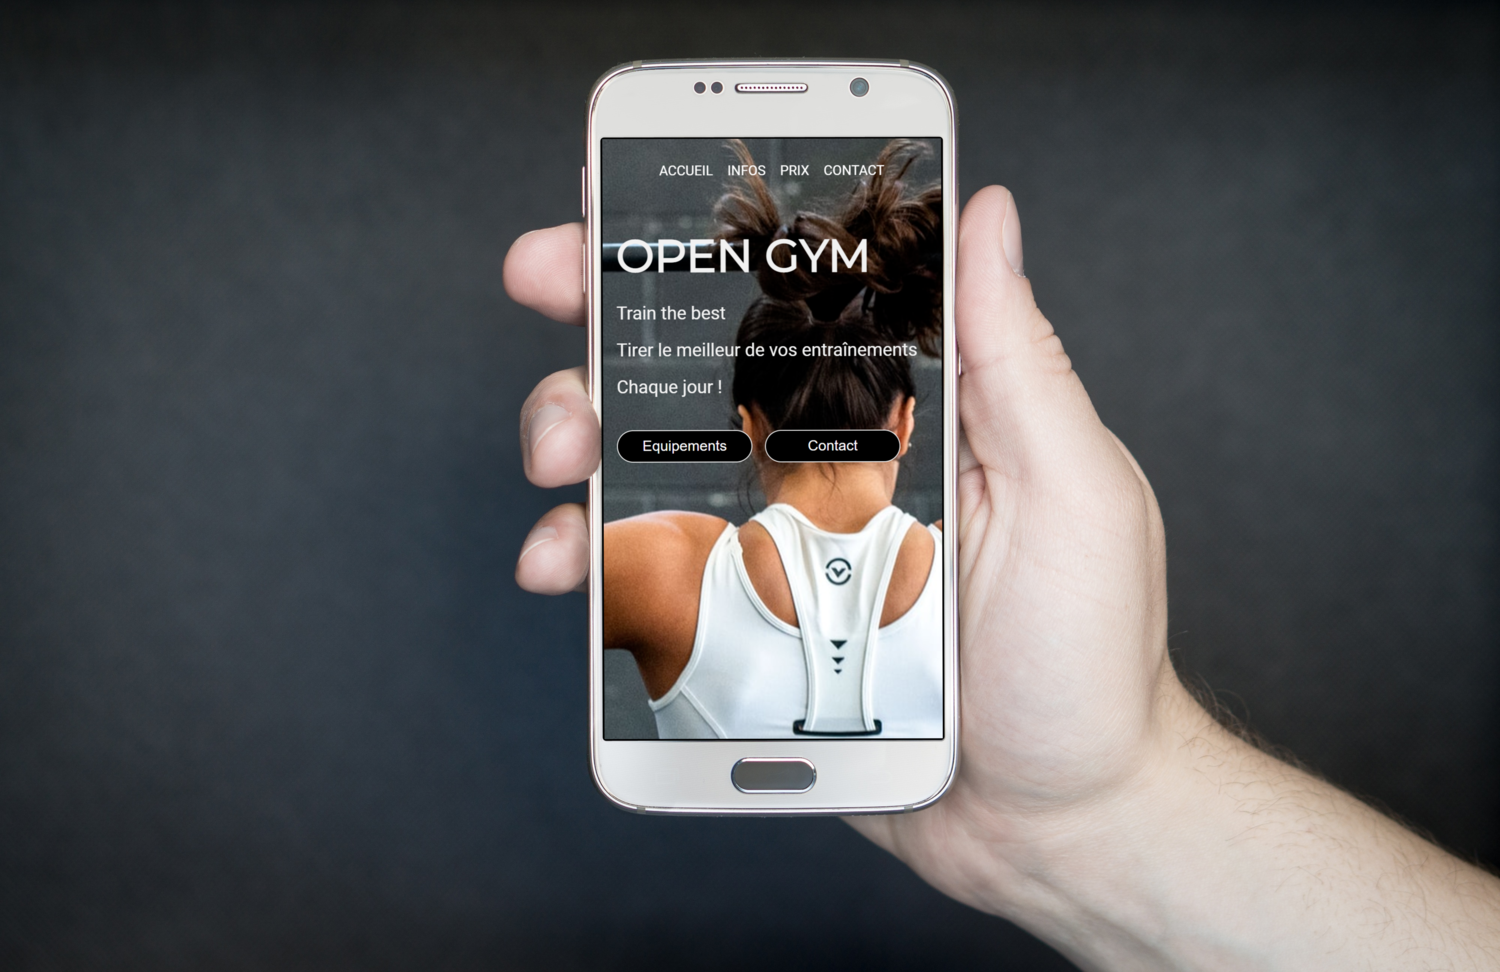 ACCUEIL INFOS PRIX CONTACT
OPEN GYM
Train the best
Tirer le meilleur de vos entraînements
Chaque jour !
Equipements Contact